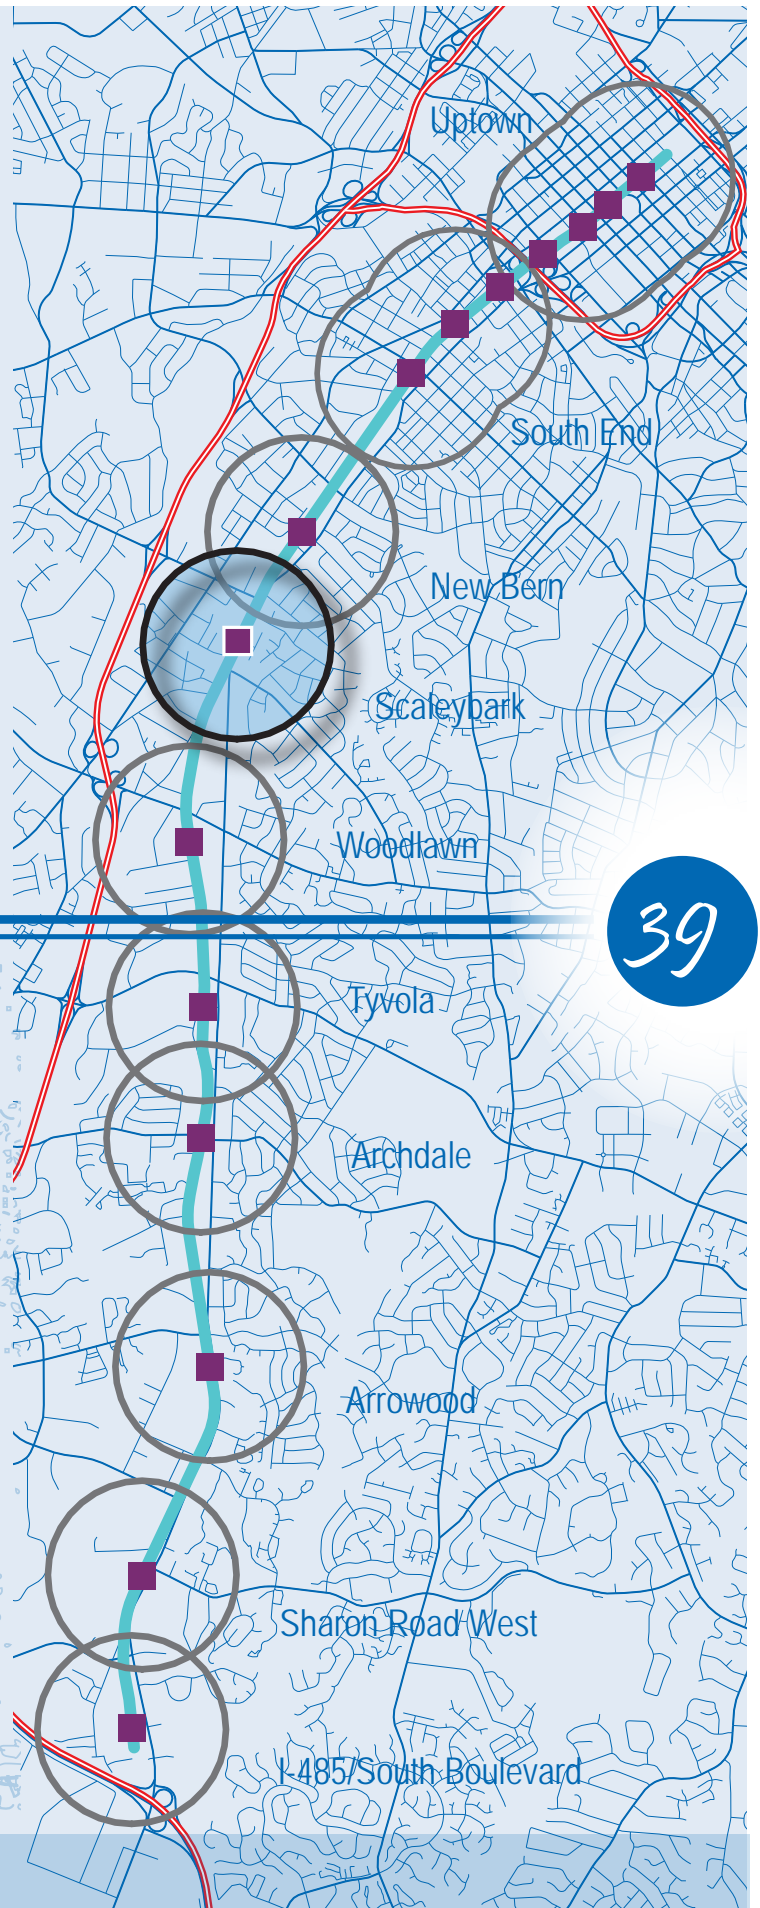 Uptown
South End
New Bern
Scaleybark
Woodlawn
39
Tyvola
Archdale
Arrowood
Sharon Road West
I-485/South Boulevard